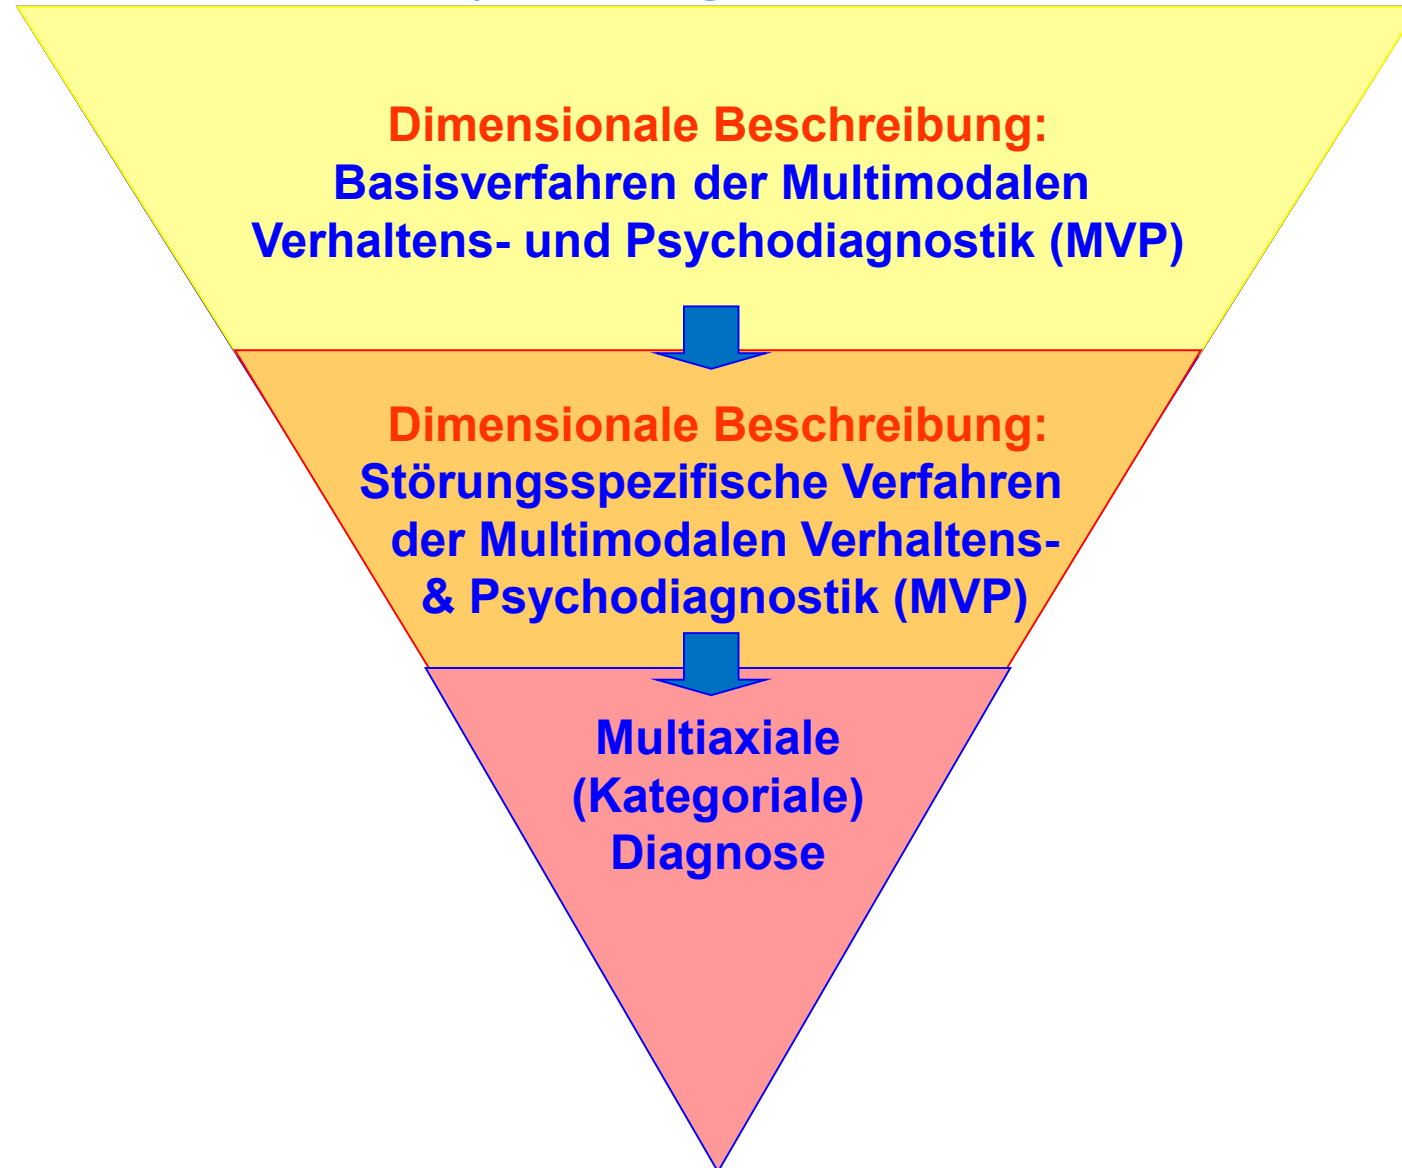 Dimensionale Beschreibung:
Basisverfahren der Multimodalen
Verhaltens- und Psychodiagnostik (MVP)
Dimensionale Beschreibung:
Störungsspezifische Verfahren
der Multimodalen Verhaltens-
& Psychodiagnostik (MVP)
Multiaxiale
(Kategoriale)
Diagnose